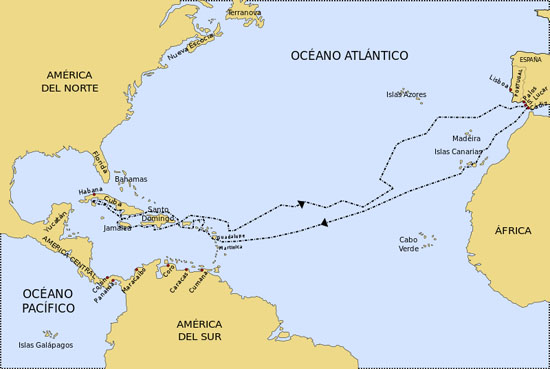 Terranova
Nueva Escocia
OCÉANO ATLÁNTICO
ESPAÑA
PORTUGAL
AMÉRICA
DEL NORTE
Lisboa
Palos
S. Lucar
Cádiz
Islas Azores
Madeira
Islas Canarias
Florida
Bahamas
Habana
Cuba
Santo
Domingo
Jamaica
Yucatán
Guadalupe
Martinica
ÁFRICA
Cabo
Verde
AMÉRICA CENTRAL
Colón
Panamá
Maracaibo
Coro
Caracas
Cumaná
OCÉANO
PACÍFICO
AMÉRICA
DEL SUR
Islas Galápagos